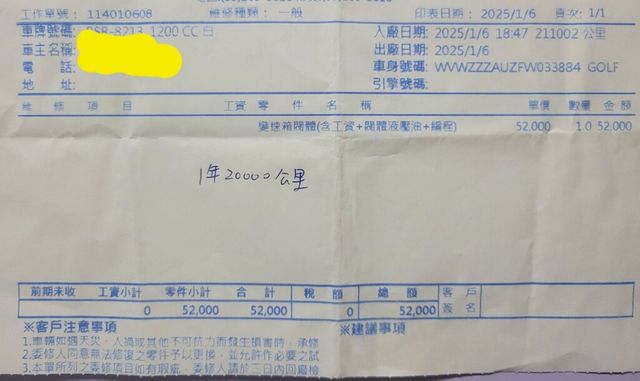 工作單號： 114010608 維修種類： 一般 印表日期： 2025/1/6 頁次: 1/1
車牌號碼: SR-8213 1200 CC 白 入廠日期: 2025/1/6 18:47 211002 公里
車主名稱: 出廠日期: 2025/1/6
電 話: 車身號碼: WVWZZZAUZFW033884 GOLF
地 址: 引擎號碼:
維 修 項 目 工資零件名稱 單價 數量 金額
變速箱閥體(含工資+閥體液壓油+編程) 52,000 1.0 52,000
1年20000公里
前期未收 工資小計 零件小計 合計 稅額 總額 客戶
0 52,000 52,000 0 52,000 簽名
※客戶注意事項 ※建議事項
1.車輛如遇天災、人禍或其他不可抗力而發生損害時，承修
2.委修人同意無法修復之零件予以更換，並允許作必要之試
3.本單所列之委修項目如有瑕疵，委修人請於三日內回廠檢